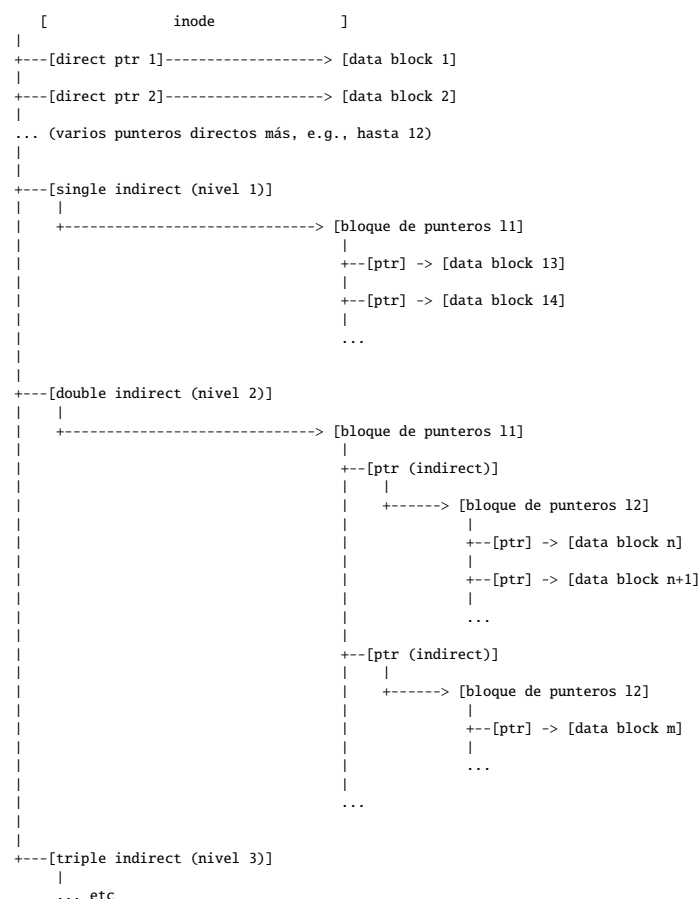 [ inode ]
|
+---[direct ptr 1]-------------------> [data block 1]
|
+---[direct ptr 2]-------------------> [data block 2]
|
... (varios punteros directos más, e.g., hasta 12)
|
|
+---[single indirect (nivel 1)]
|    |
|    +------------------------------> [bloque de punteros l1]
|                                      |
|                                      +--[ptr] -> [data block 13]
|                                      |
|                                      +--[ptr] -> [data block 14]
|                                      |
|                                      ...
|
|
+---[double indirect (nivel 2)]
|    |
|    +------------------------------> [bloque de punteros l1]
|                                      |
|                                      +--[ptr (indirect)]
|                                      |    |
|                                      |    +------> [bloque de punteros l2]
|                                      |              |
|                                      |              +--[ptr] -> [data block n]
|                                      |              |
|                                      |              +--[ptr] -> [data block n+1]
|                                      |              |
|                                      |              ...
|                                      |
|                                      +--[ptr (indirect)]
|                                      |    |
|                                      |    +------> [bloque de punteros l2]
|                                      |              |
|                                      |              +--[ptr] -> [data block m]
|                                      |              |
|                                      |              ...
|                                      |
|                                      ...
|
|
+---[triple indirect (nivel 3)]
     |
     ... etc